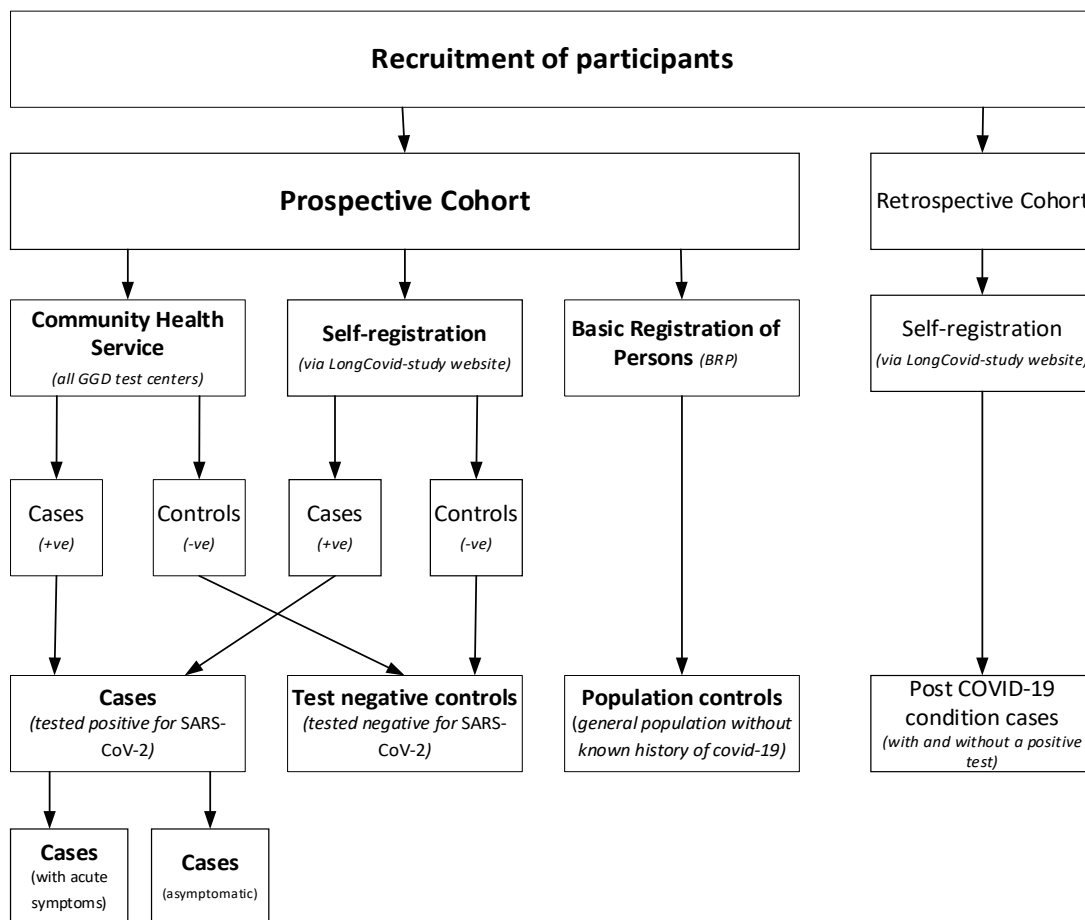 Recruitment of participants
Prospective Cohort
Retrospective Cohort
Community Health
Service
(all GGD test centers)
Self-registration
(via LongCovid-study website)
Basic Registration of
Persons (BRP)
Self-registration
(via LongCovid-study website)
Cases
(+ve)
Controls
(-ve)
Cases
(+ve)
Controls
(-ve)
Cases
(tested positive for SARS-
CoV-2)
Test negative controls
(tested negative for SARS-
CoV-2)
Population controls
(general population without
known history of covid-19)
Post COVID-19
condition cases
(with and without a positive
test)
Cases
(with acute
symptoms)
Cases
(asymptomatic)